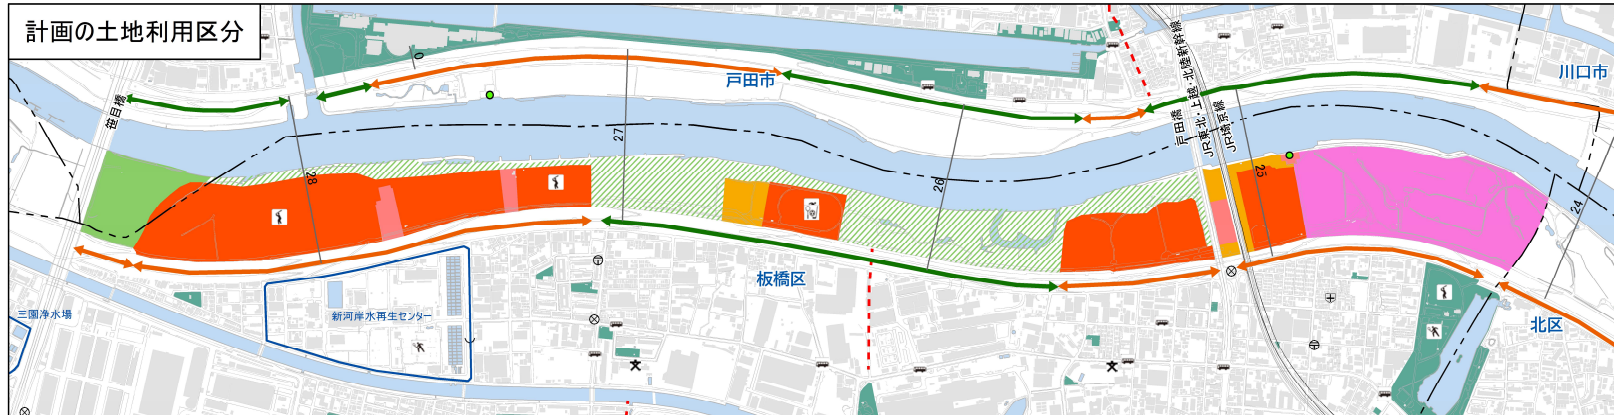 計画の土地利用区分
笹目橋
戸田市
戸田橋
JR東北・上越・北陸新幹線
JR埼京線
川口市
28
27
26
25
24
板橋区
北区
三園浄水場
新河岸水再生センター